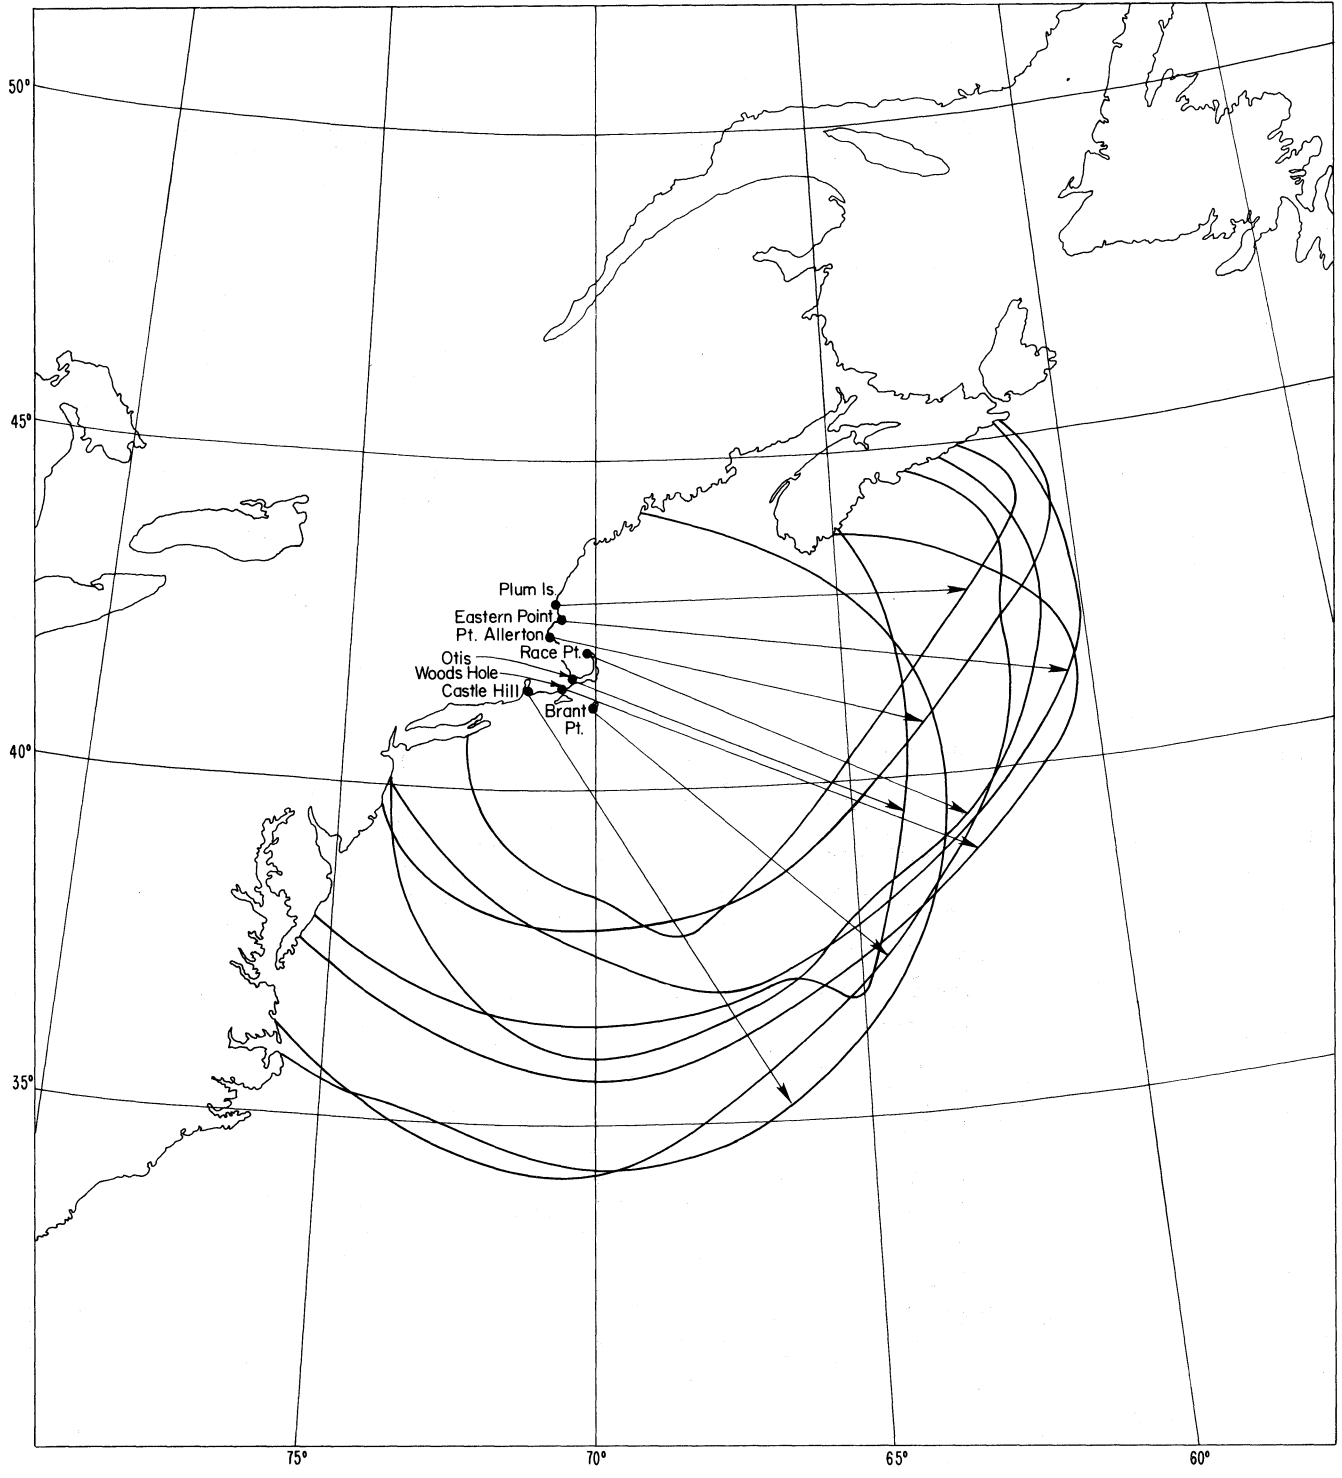 50°
45°
Plum Is.
Eastern Point
Pt. Allerton
Race Pt.
Otis
Woods Hole
Castle Hill
Brant
Pt.
40°
35°
75° 70° 65° 60°